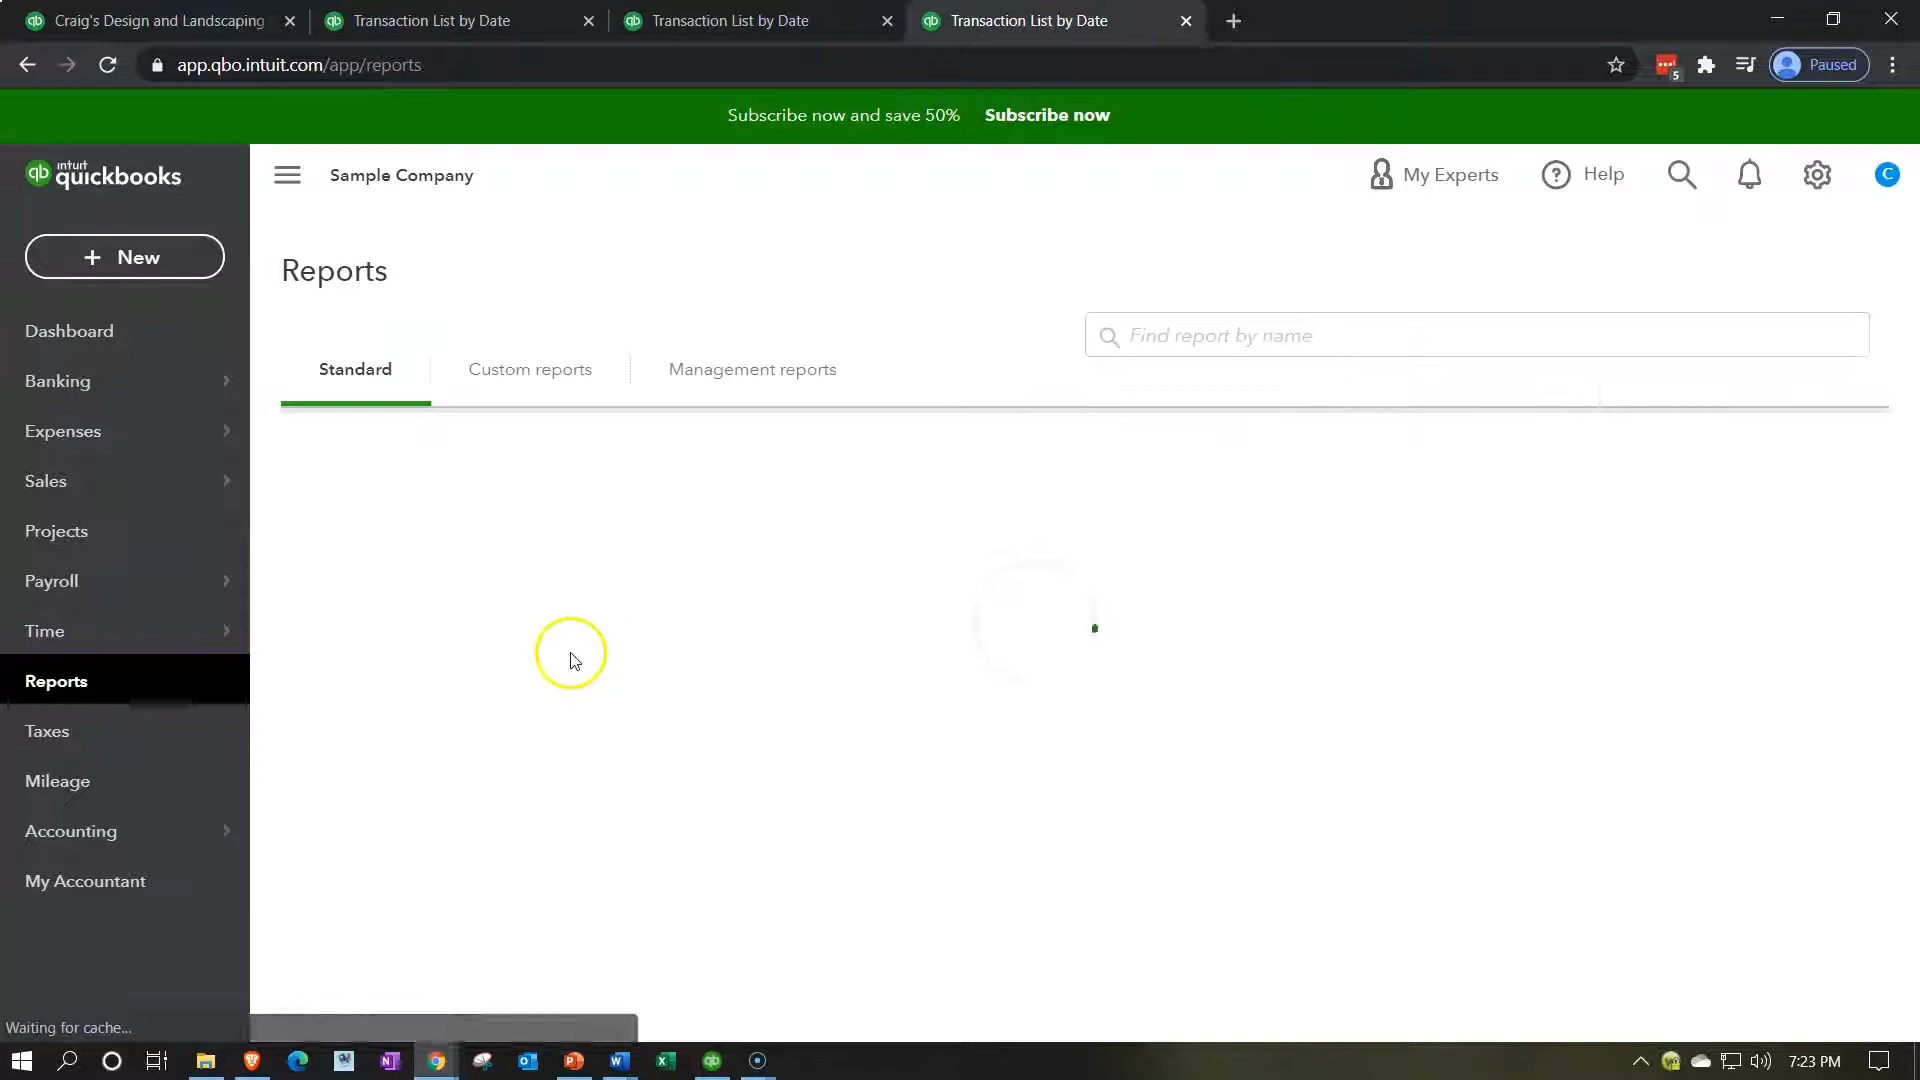 Craig's Design and Landscaping
Transaction List by Date
Transaction List by Date
Transaction List by Date
app.qbo.intuit.com/app/reports
5
Paused
Subscribe now and save 50% Subscribe now
qb intuit quickbooks
Sample Company
My Experts
? Help
C
+ New
Reports
Find report by name
Standard
Custom reports
Management reports
Dashboard
Banking
Expenses
Sales
Projects
Payroll
Time
Reports
Taxes
Mileage
Accounting
My Accountant
Waiting for cache...
7:23 PM